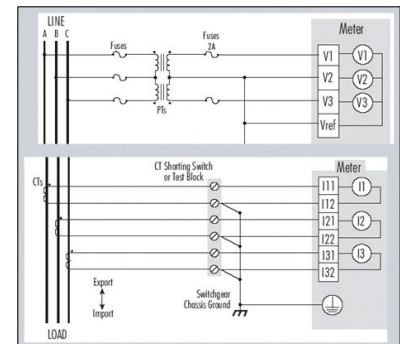 LINE
A B C
Fuses
Fuses
2A
Meter
V1
V1
V2
V2
V3
V3
Vref
PTs
CT Shorting Switch
or Test Block
Meter
CTs
I11
I1
I12
I21
I2
I22
I31
I3
I32
Export
Import
Switchgear
Chassis Ground
LOAD